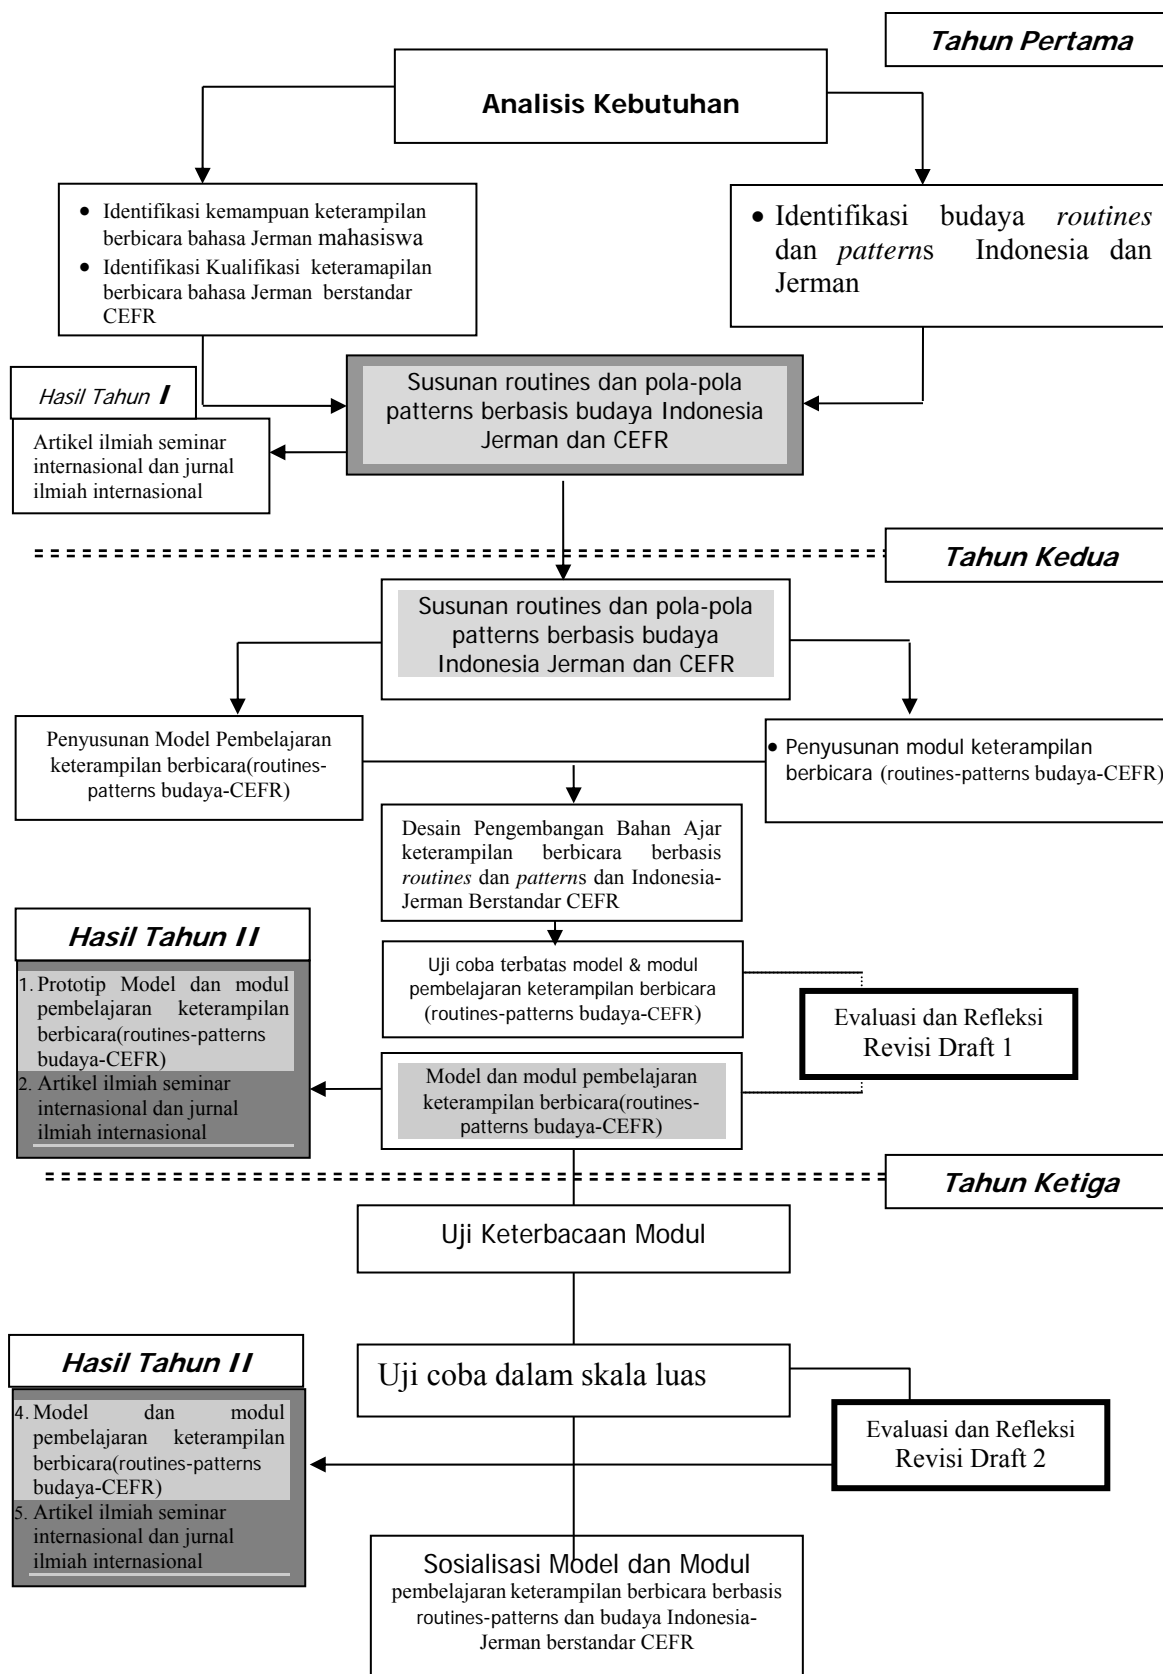 Tahun Pertama
Analisis Kebutuhan
• Identifikasi kemampuan keterampilan
berbicara bahasa Jerman mahasiswa
• Identifikasi Kualifikasi keteramapilan
berbicara bahasa Jerman berstandar
CEFR
• Identifikasi budaya routines
dan patterns Indonesia dan
Jerman
Hasil Tahun I
Artikel ilmiah seminar
internasional dan jurnal
ilmiah internasional
Susunan routines dan pola-pola
patterns berbasis budaya Indonesia
Jerman dan CEFR
Tahun Kedua
Susunan routines dan pola-pola
patterns berbasis budaya
Indonesia Jerman dan CEFR
Penyusunan Model Pembelajaran
keterampilan berbicara(routines-
patterns budaya-CEFR)
• Penyusunan modul keterampilan
berbicara (routines-patterns budaya-CEFR)
Desain Pengembangan Bahan Ajar
keterampilan berbicara berbasis
routines dan patterns dan Indonesia-
Jerman Berstandar CEFR
Hasil Tahun II
1. Prototip Model dan modul
pembelajaran keterampilan
berbicara(routines-patterns
budaya-CEFR)
2. Artikel ilmiah seminar
internasional dan jurnal
ilmiah internasional
Uji coba terbatas model & modul
pembelajaran keterampilan berbicara
(routines-patterns budaya-CEFR)
Evaluasi dan Refleksi
Revisi Draft 1
Model dan modul pembelajaran
keterampilan berbicara(routines-
patterns budaya-CEFR)
Tahun Ketiga
Uji Keterbacaan Modul
Hasil Tahun II
4. Model dan modul
pembelajaran keterampilan
berbicara(routines-patterns
budaya-CEFR)
5. Artikel ilmiah seminar
internasional dan jurnal
ilmiah internasional
Uji coba dalam skala luas
Evaluasi dan Refleksi
Revisi Draft 2
Sosialisasi Model dan Modul
pembelajaran keterampilan berbicara berbasis
routines-patterns dan budaya Indonesia-
Jerman berstandar CEFR